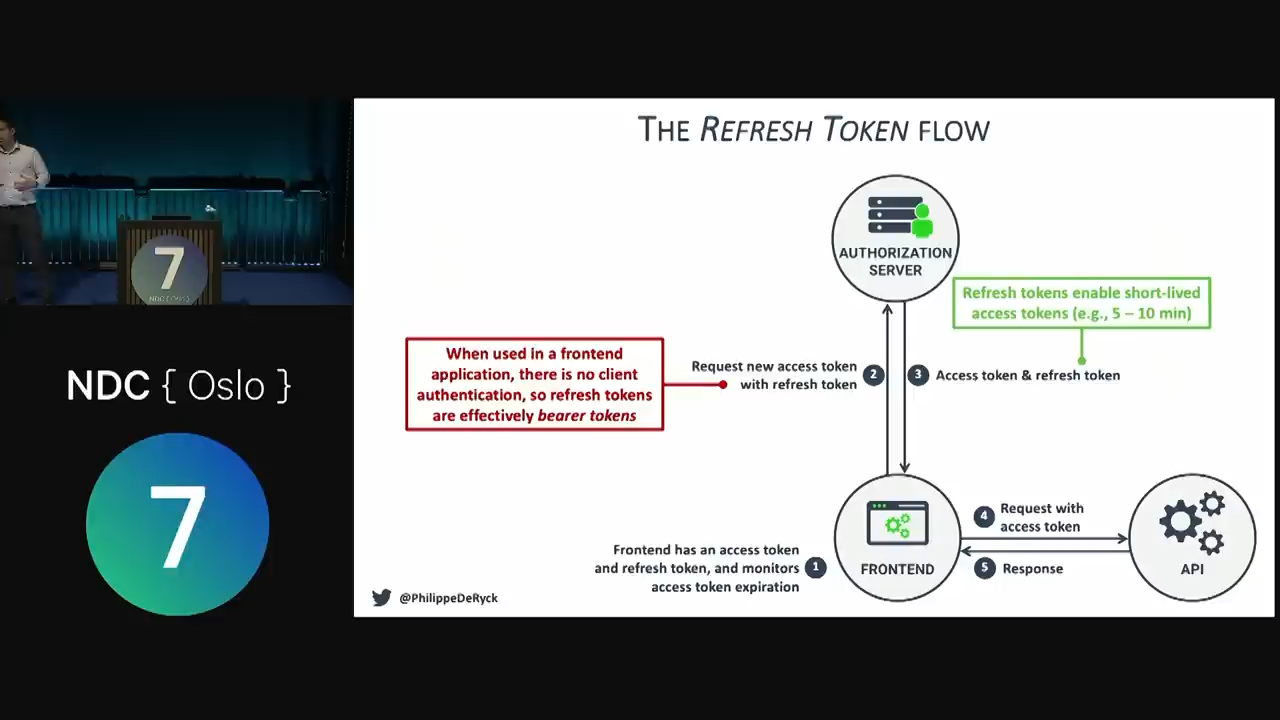 THE REFRESH TOKEN FLOW
AUTHORIZATION
SERVER
Refresh tokens enable short-lived
access tokens (e.g., 5 – 10 min)
When used in a frontend
application, there is no client
authentication, so refresh tokens
are effectively bearer tokens
Request new access token
with refresh token
2
3
Access token & refresh token
Frontend has an access token
and refresh token, and monitors
access token expiration
1
FRONTEND
4
Request with
access token
5
Response
API
@PhilippeDeRyck
7
NDC { Oslo }
NDC { Oslo }
7